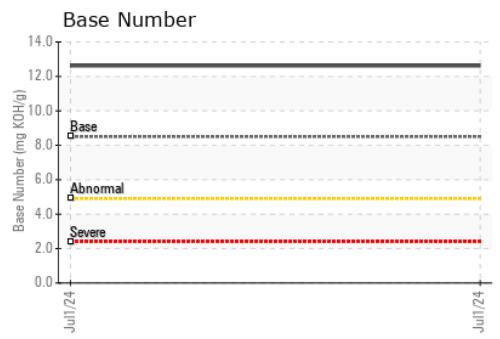 Base Number
14.0
12.0
10.0
8.0
6.0
4.0
2.0
0.0
Base Number (mg KOH/g)
Base
Abnormal
Severe
Jul1/24
Jul1/24